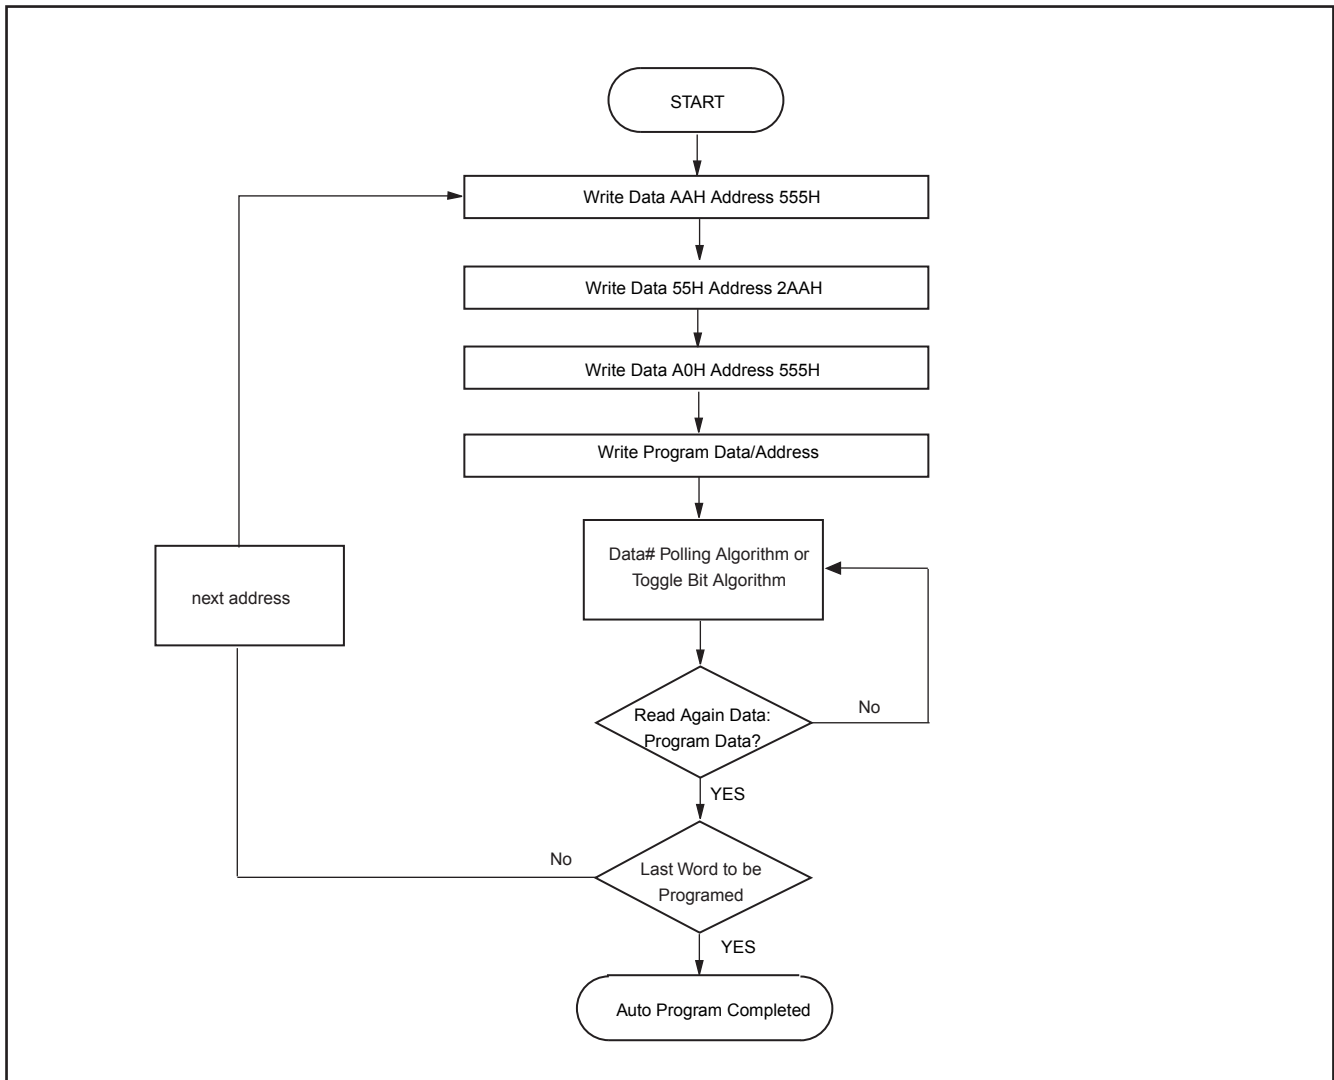 START
Write Data AAH Address 555H
Write Data 55H Address 2AAH
Write Data A0H Address 555H
Write Program Data/Address
Data# Polling Algorithm or
Toggle Bit Algorithm
next address
Read Again Data:
Program Data?
No
YES
No
Last Word to be
Programed
YES
Auto Program Completed